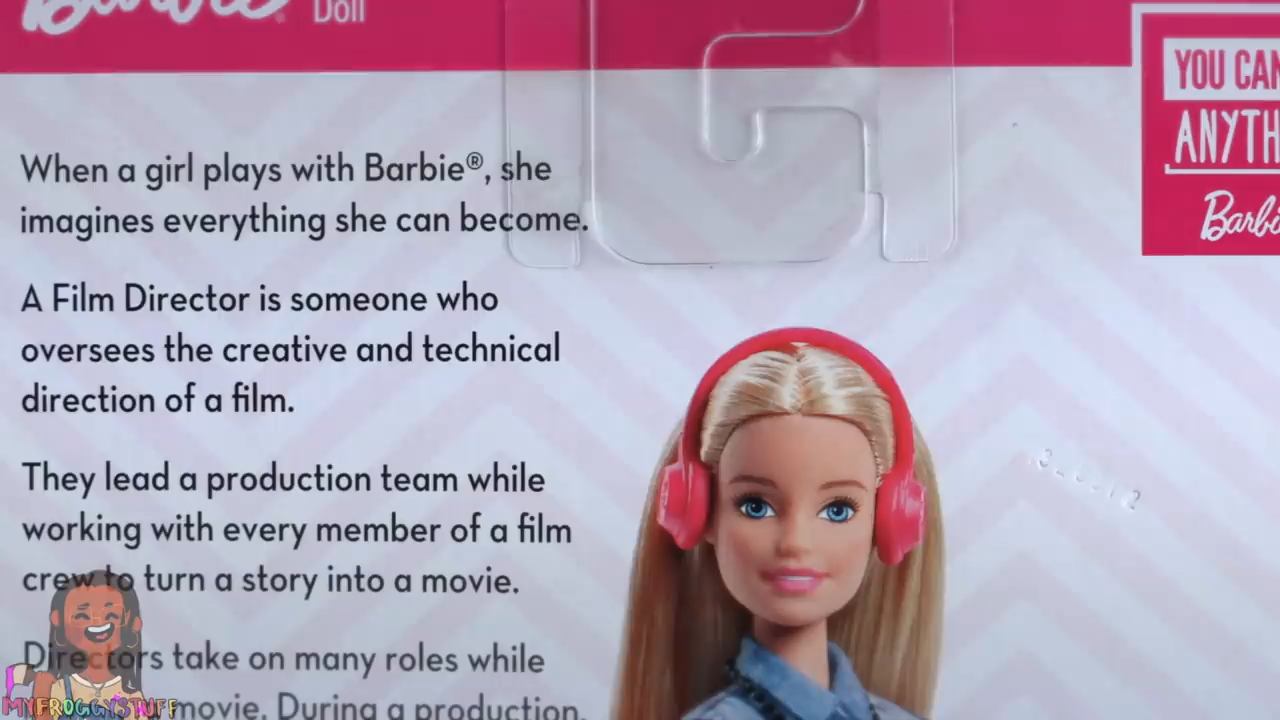 Barbie® Doll
When a girl plays with Barbie®, she
imagines everything she can become.
A Film Director is someone who
oversees the creative and technical
direction of a film.
They lead a production team while
working with every member of a film
crew to turn a story into a movie.
Directors take on many roles while
movie. During a production,
YOU CAN
Barbie
MYFROGGYSTUFF